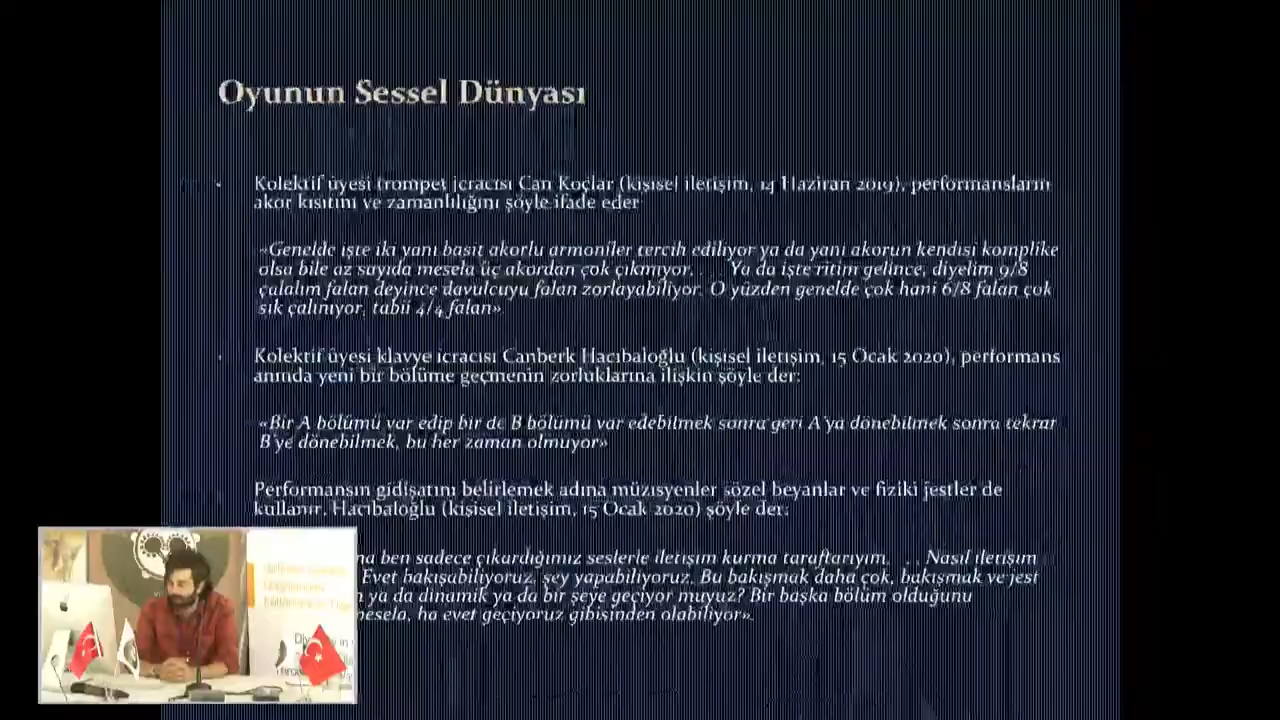 Oyunun Sessel Dünyası
Kolektif üyesi trompet icracısı Can Koçlar (kişisel iletişim, 14 Haziran 2019), performansların
akor kısıtını ve zamanlılığını şöyle ifade eder
«Genelde işte iki yani basit akorlu armoniler tercih ediliyor ya da yani akorun kendisi komplike
olsa bile az sayıda mesela üç akordan çok çıkmıyor. . . . Ya da işte ritim gelince, diyelim 9/8
çalalım falan deyince davulcuyu falan zorlayabiliyor. O yüzden genelde çok hani 6/8 falan çok
sık çalınıyor, tabii 4/4 falan»
Kolektif üyesi klavye icracısı Canberk Hacıbaloğlu (kişisel iletişim, 15 Ocak 2020), performans
anında yeni bir bölüme geçmenin zorluklarına ilişkin şöyle der:
«Bir A bölümü var edip bir de B bölümü var edebilmek sonra geri A'ya dönebilmek sonra tekrar
B'ye dönebilmek, bu her zaman olmuyor»
Performansın gidişatını belirlemek adına müzisyenler sözel beyanlar ve fiziki jestler de
kullanır. Hacıbaloğlu (kişisel iletişim, 15 Ocak 2020) şöyle der:
ben sadece çıkardığımız seslerle iletişim kurma taraftarıyım. . . . Nasıl iletişim
Evet bakışabiliyoruz, şey yapabiliyoruz. Bu bakışmak daha çok, bakışmak ve jest
ya da dinamik ya da bir şeye geçiyor muyuz? Bir başka bölüm olduğunu
mesela, ha evet geçiyoruz gibisinden olabiliyor».